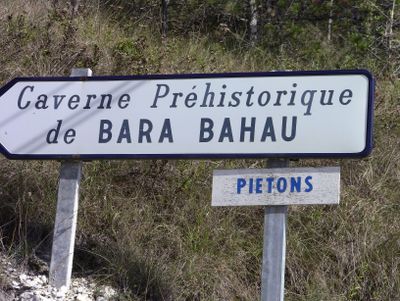 Caverne Préhistorique
de BARA BAHAU
PIETONS